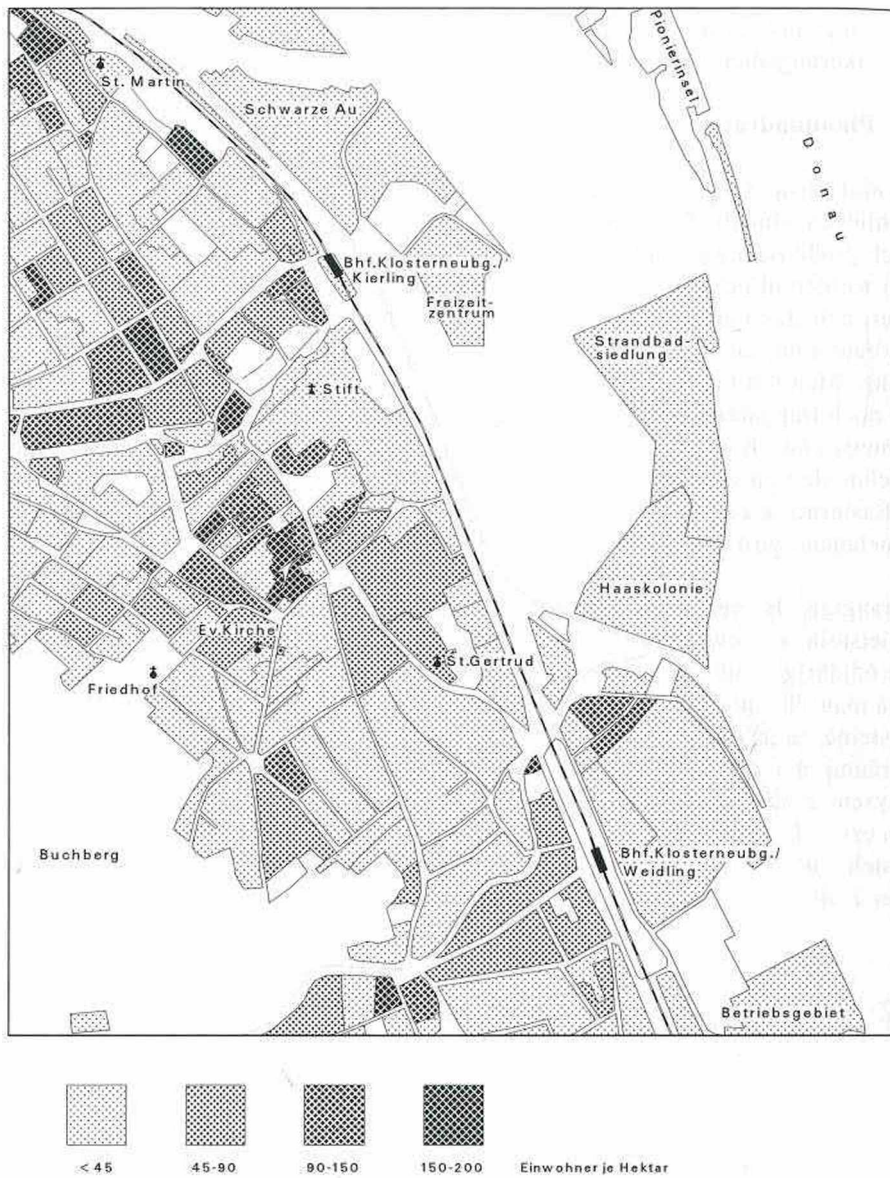 St. Martin
Schwarze Au
Pionierinsel
Donau
Bhf.Klosterneubg./
Kierling
Freizeit-
zentrum
Strandbad-
siedlung
Stift
Haaskolonie
Ev.Kirche
St.Gertrud
Friedhof
Buchberg
Bhf.Klosterneubg./
Weidling
Betriebsgebiet
< 45 45-90 90-150 150-200 Einwohner je Hektar